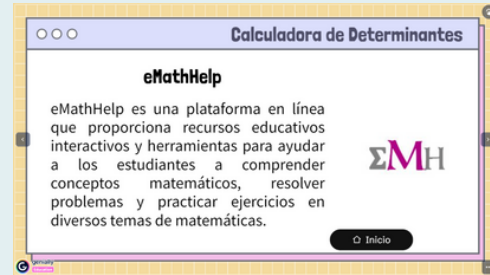 Calculadora de Determinantes
eMathHelp
eMathHelp es una plataforma en línea
que proporciona recursos educativos
interactivos y herramientas para ayudar
a los estudiantes a comprender
conceptos matemáticos, resolver
problemas y practicar ejercicios en
diversos temas de matemáticas.
ΣMH
Inicio
genially